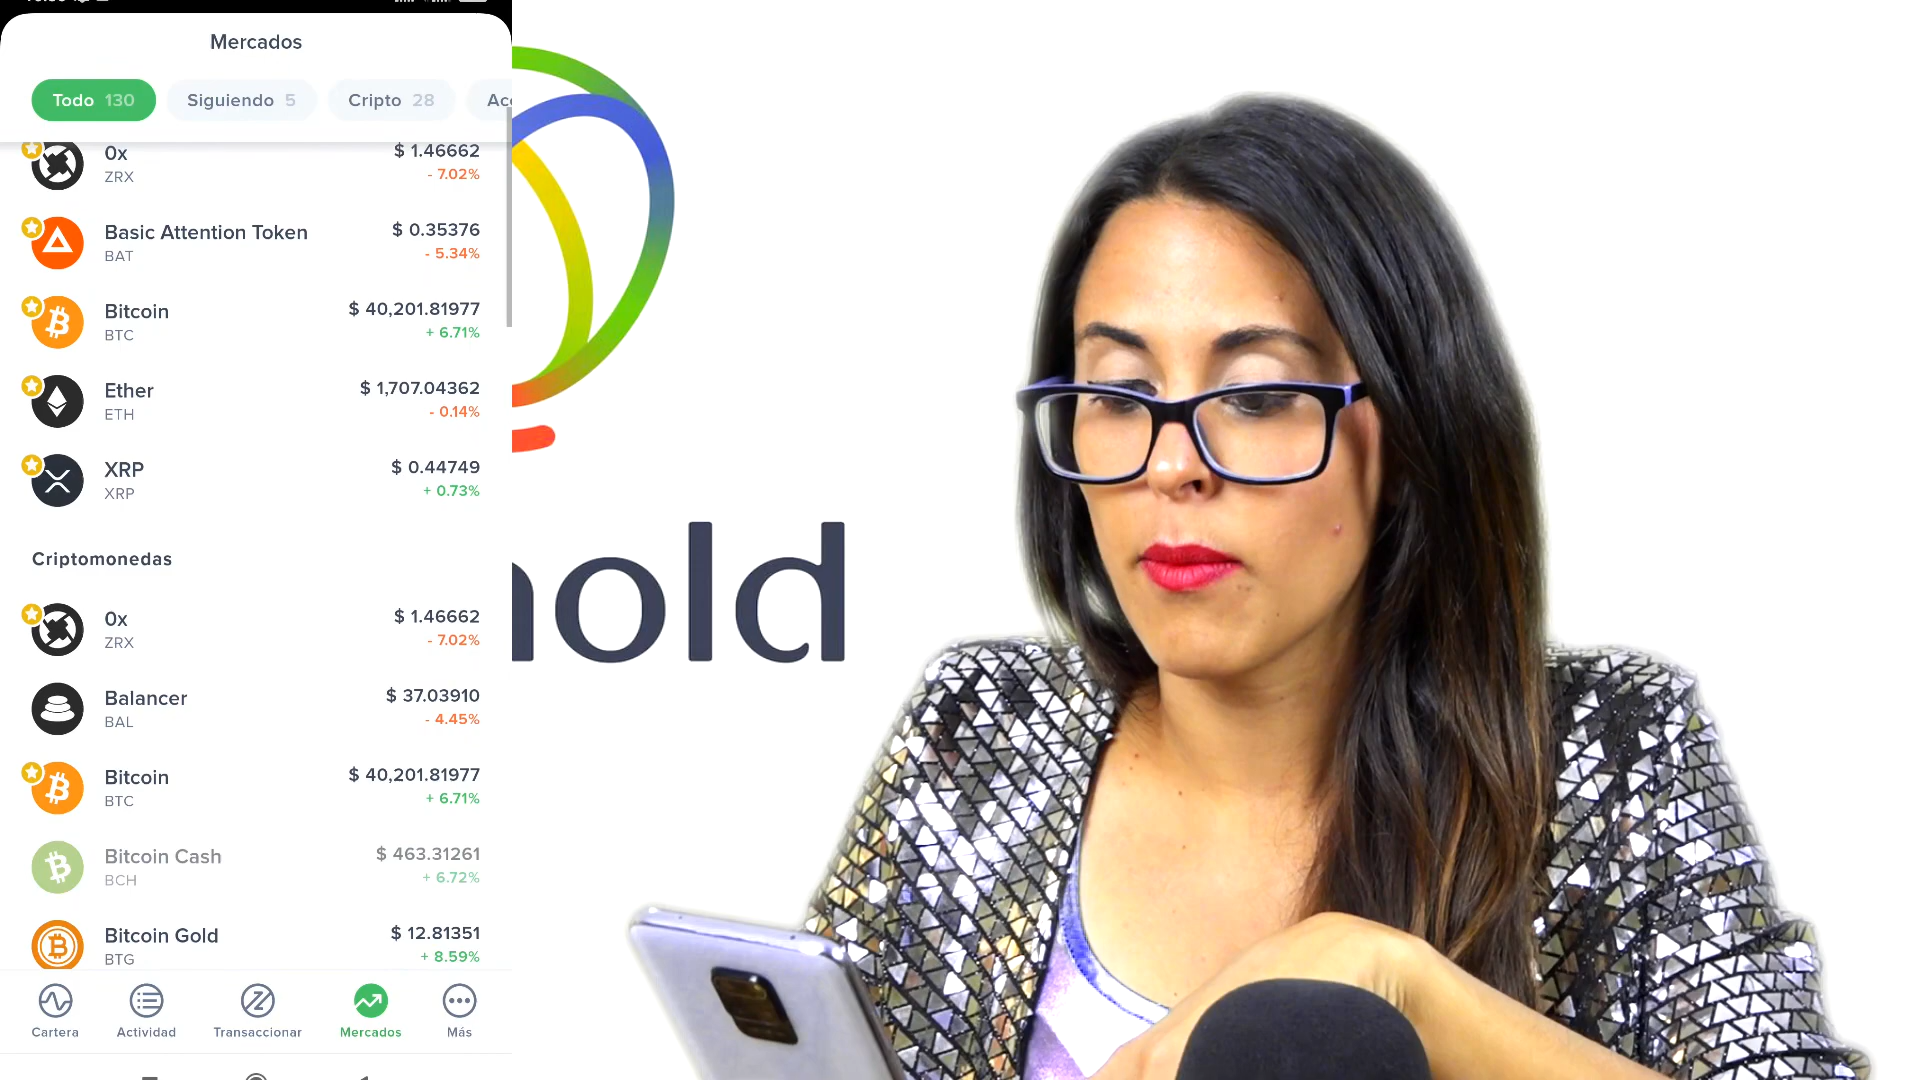 Mercados
Todo 130
Siguiendo 5
Cripto 28
0x
$ 1.46662
ZRX
- 7.02%
Basic Attention Token
$ 0.35376
BAT
- 5.34%
Bitcoin
$ 40,201.81977
BTC
+ 6.71%
Ether
$ 1,707.04362
ETH
- 0.14%
XRP
$ 0.44749
XRP
+ 0.73%
Criptomonedas
0x
$ 1.46662
ZRX
- 7.02%
Balancer
$ 37.03910
BAL
- 4.45%
Bitcoin
$ 40,201.81977
BTC
+ 6.71%
Bitcoin Cash
$ 463.31261
BCH
+ 6.72%
Bitcoin Gold
$ 12.81351
BTG
+ 8.59%
Cartera
Actividad
Transaccionar
Mercados
Más
hold